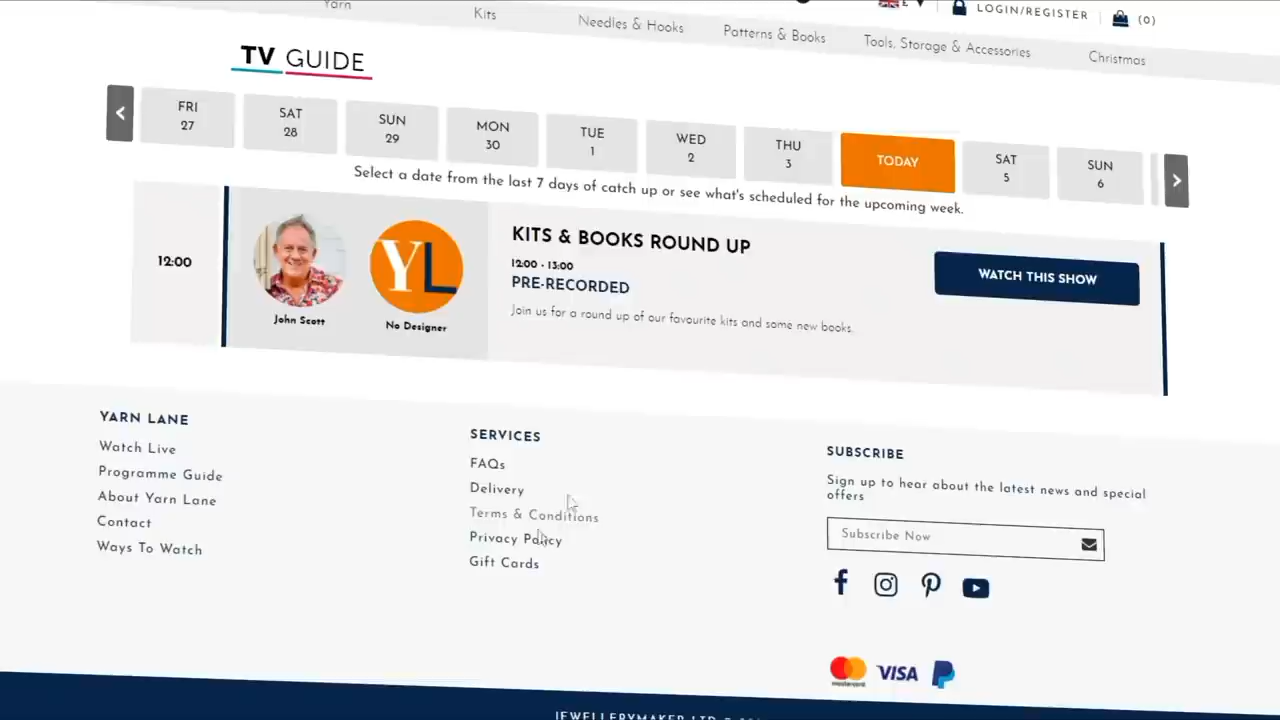 £
LOGIN/REGISTER
(0)
Yarn
Kits
Needles & Hooks
Patterns & Books
Tools, Storage & Accessories
Christmas
TV GUIDE
FRI
27
SAT
28
SUN
29
MON
30
TUE
1
WED
2
THU
3
TODAY
SAT
5
SUN
6
Select a date from the last 7 days of catch up or see what's scheduled for the upcoming week.
12:00
YL
John Scott
No Designer
KITS & BOOKS ROUND UP
12:00 - 13:00
PRE-RECORDED
Join us for a round up of our favourite kits and some new books.
WATCH THIS SHOW
YARN LANE
Watch Live
Programme Guide
About Yarn Lane
Contact
Ways To Watch
SERVICES
FAQs
Delivery
Terms & Conditions
Privacy Policy
Gift Cards
SUBSCRIBE
Sign up to hear about the latest news and special
offers
Subscribe Now
mastercard
VISA
JEWELLERYMAKER LTD ©